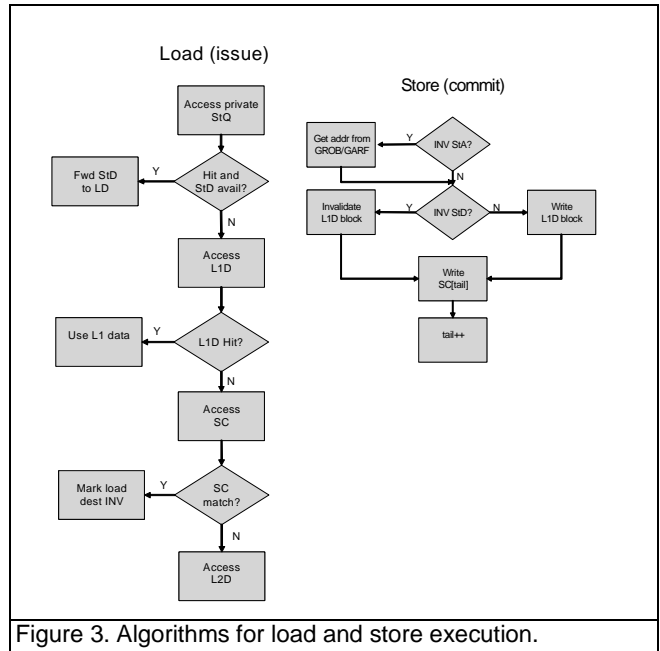 Load (issue)
Access private
StQ
Hit and
StD avail?
Y
Fwd StD
to LD
N
Access
L1D
L1D Hit?
Y
Use L1 data
N
Access
SC
SC
match?
Y
Mark load
dest INV
N
Access
L2D
Store (commit)
INV StA?
Y
Get addr from
GROB/GARF
N
INV StD?
Y
Invalidate
L1D block
N
Write
L1D block
Write
SC[tail]
tail++
Figure 3. Algorithms for load and store execution.